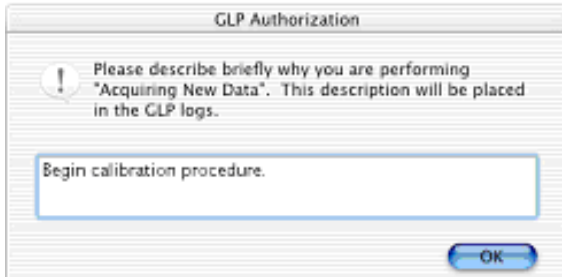 GLP Authorization
Please describe briefly why you are performing
"Acquiring New Data".  This description will be placed
in the GLP logs.
Begin calibration procedure.
OK